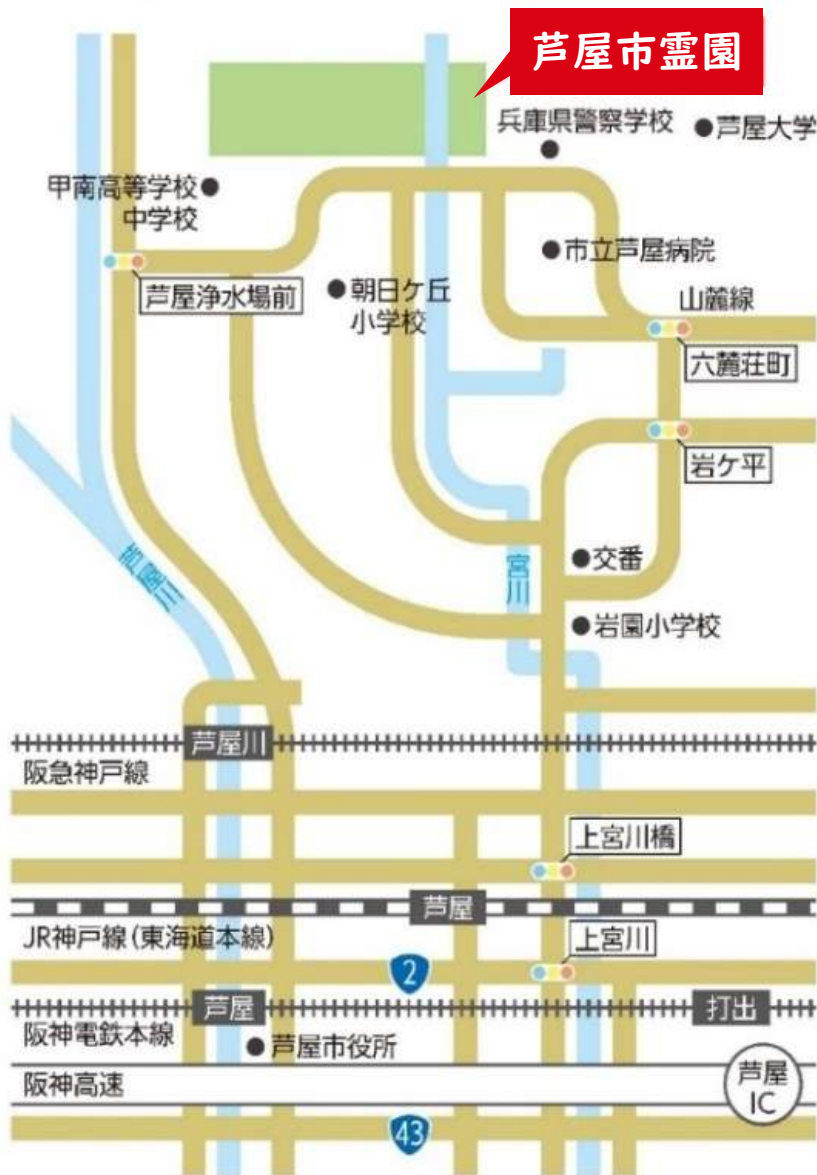 芦屋市霊園
兵庫県警察学校
芦屋大学
甲南高等学校
中学校
市立芦屋病院
芦屋浄水場前
朝日ケ丘
小学校
山麓線
六麓荘町
岩ケ平
芦屋川
宮川
交番
岩園小学校
芦屋川
阪急神戸線
上宮川橋
芦屋
JR神戸線(東海道本線)
上宮川
2
芦屋
打出
阪神電鉄本線
芦屋市役所
阪神高速
芦屋
IC
43